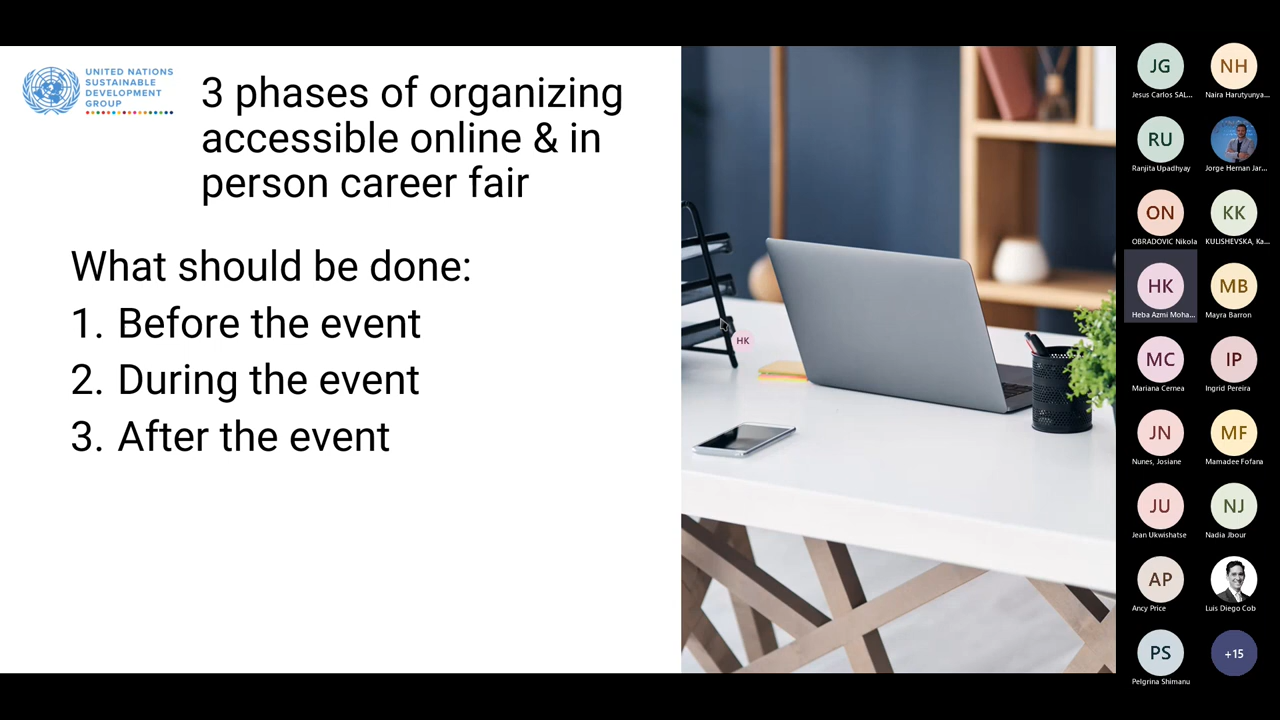 UNITED NATIONS
SUSTAINABLE
DEVELOPMENT
GROUP
3 phases of organizing
accessible online & in
person career fair
What should be done:
1. Before the event
2. During the event
3. After the event
HK
JG
Jesus Carlos SAL...
NH
Naira Harutyunya...
RU
Ranjita Upadhyay
Jorge Hernan Jar...
ON
OBRADOVIC Nikola
KK
KULISHEVSKA, Ka...
HK
Heba Azmi Moha...
MB
Mayra Barron
MC
Mariana Cernea
IP
Ingrid Pereira
JN
Nunes, Josiane
MF
Mamadee Fofana
JU
Jean Ukwishatse
NJ
Nadia Jbour
AP
Ancy Price
Luis Diego Cob
PS
Pelgrina Shimanu
+15